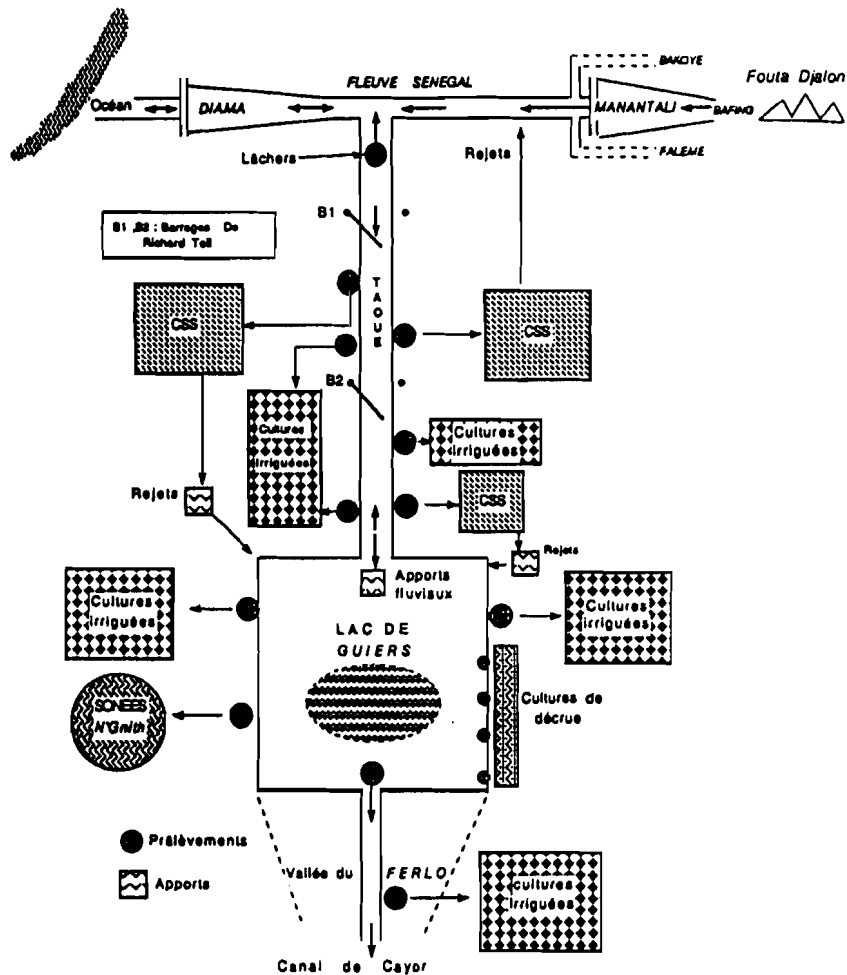 BAKOYE
FLEUVE SENEGAL
Fouta Djalon
Océan
DIAMA
MANANTALI
BAFING
Lâchers
Rejets
FALEME
B1
B1 ,B2 : Barrages De
Richard Toll
TAOUE
CSS
CSS
B2
Cultures
irriguées
Cultures
irriguées
Rejets
CSS
Rejets
Apports
fluviaux
Cultures
irriguées
Cultures
irriguées
LAC DE
GUIERS
SONEES
N'Gnith
Cultures de
décrue
Prélèvements
Apports
Vallée du FERLO
cultures
irriguées
Canal de Cayor